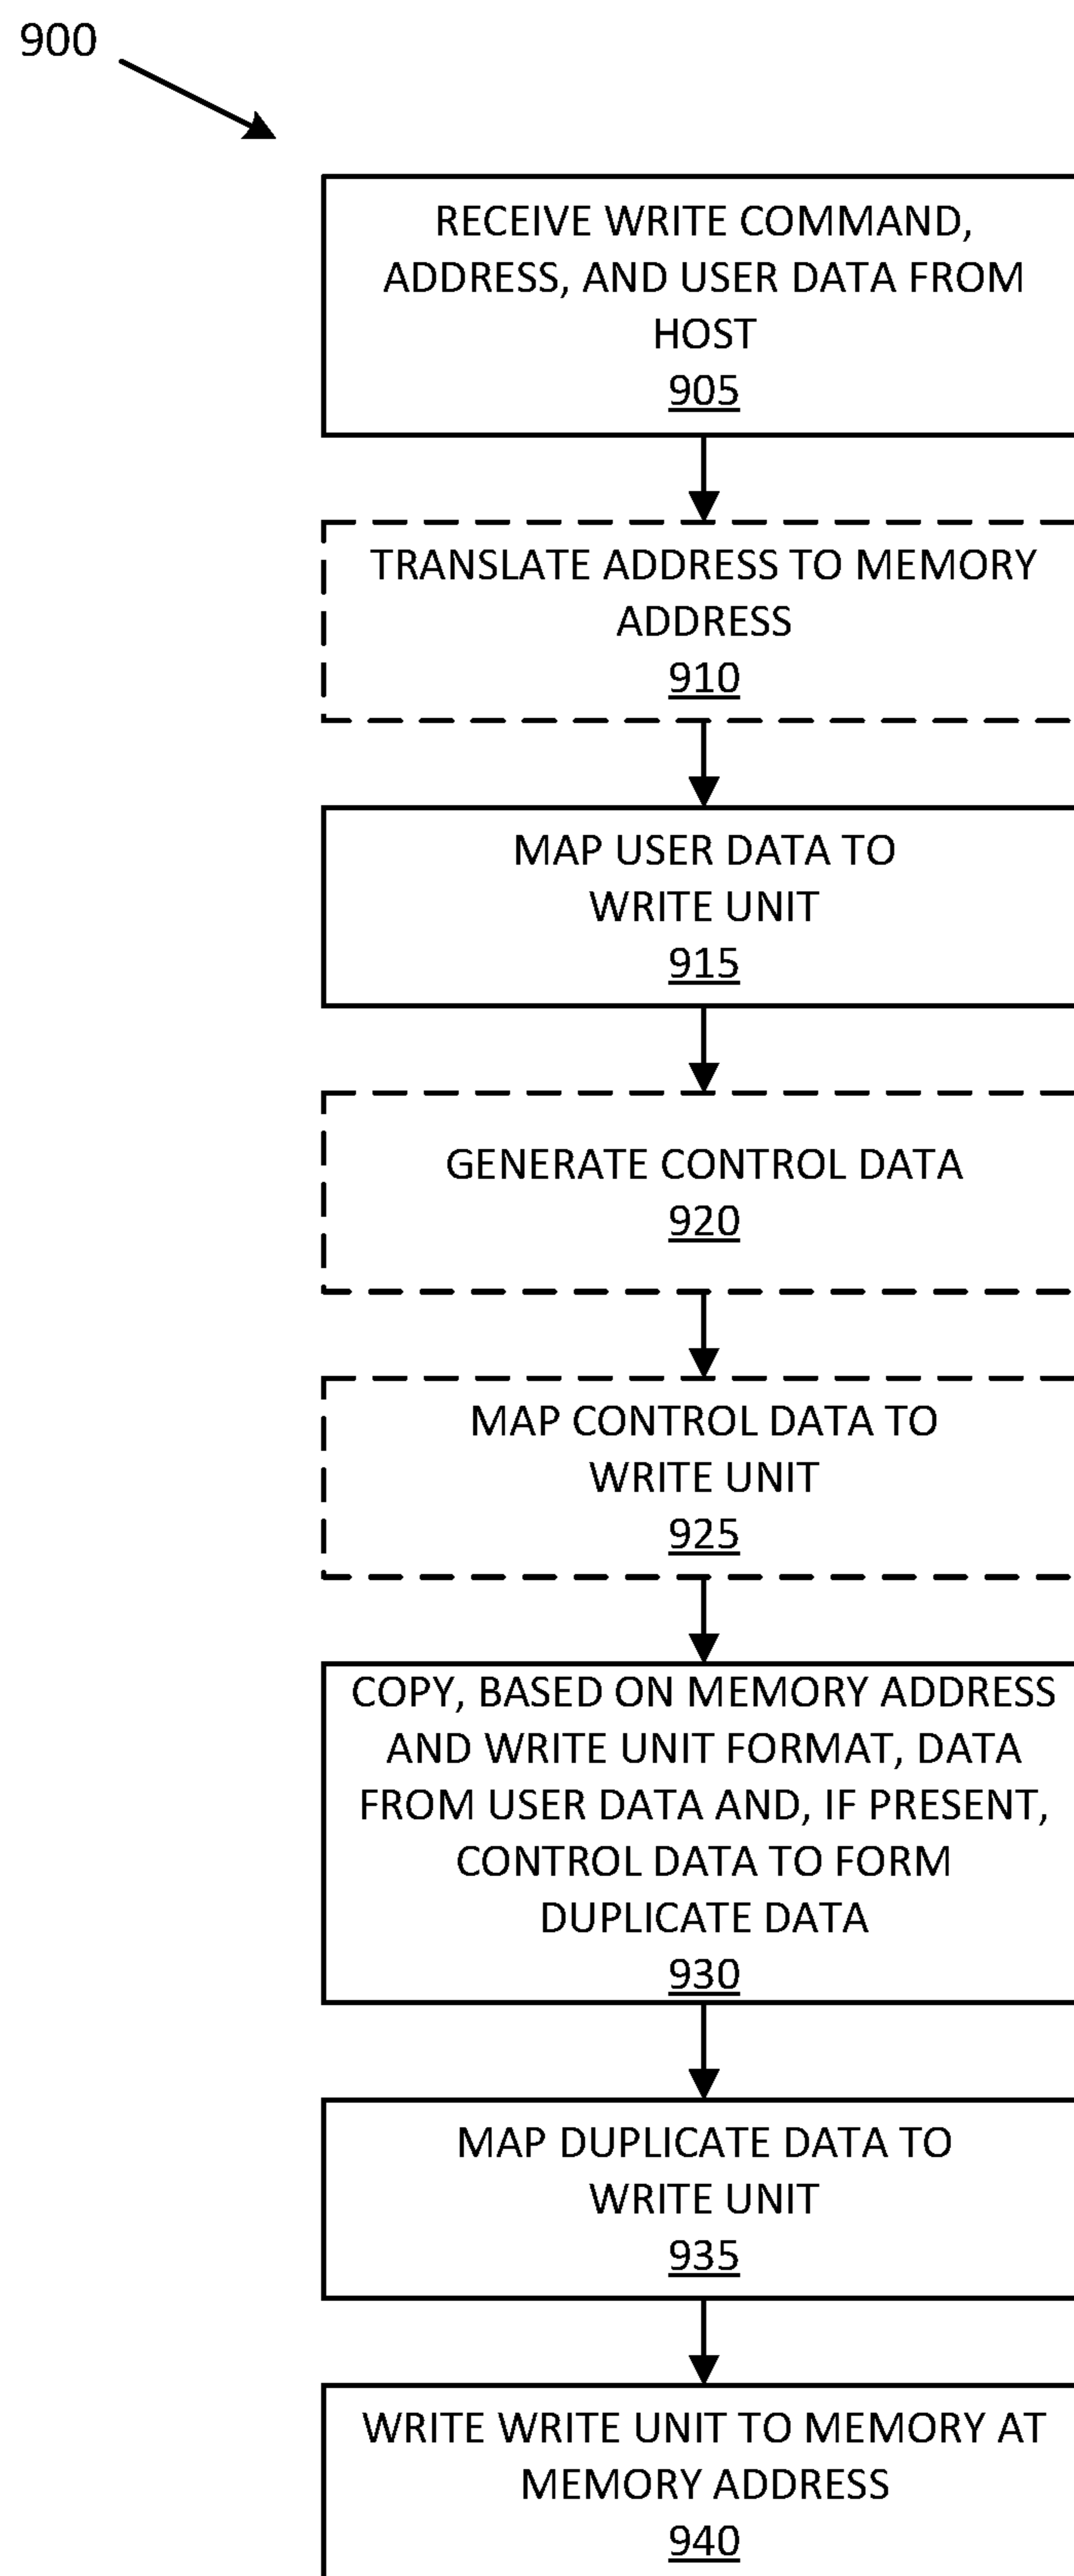 900
RECEIVE WRITE COMMAND,
ADDRESS, AND USER DATA FROM
HOST
905
TRANSLATE ADDRESS TO MEMORY
ADDRESS
910
MAP USER DATA TO
WRITE UNIT
915
GENERATE CONTROL DATA
920
MAP CONTROL DATA TO
WRITE UNIT
925
COPY, BASED ON MEMORY ADDRESS
AND WRITE UNIT FORMAT, DATA
FROM USER DATA AND, IF PRESENT,
CONTROL DATA TO FORM
DUPLICATE DATA
930
MAP DUPLICATE DATA TO
WRITE UNIT
935
WRITE WRITE UNIT TO MEMORY AT
MEMORY ADDRESS
940